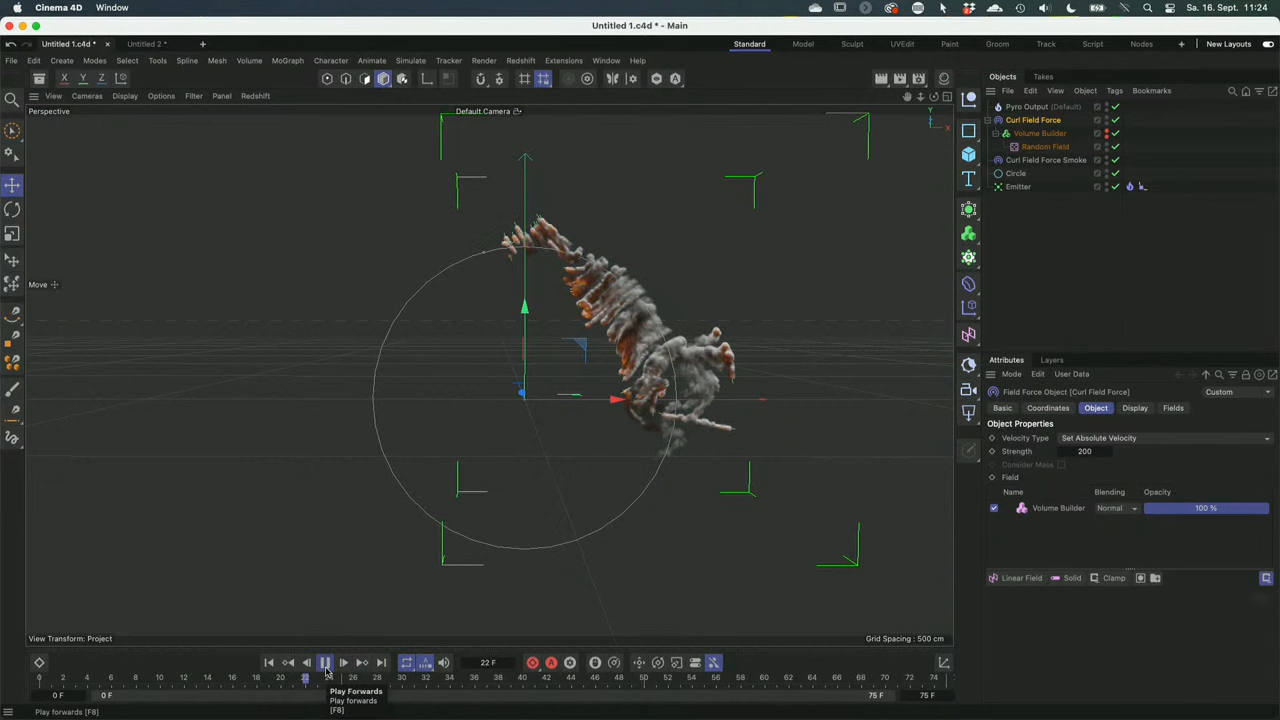 Cinema 4D Window Sa. 16. Sept. 11:24
Untitled 1.c4d * - Main
Untitled 1.c4d * × Untitled 2 * + Standard Model Sculpt UVEdit Paint Groom Track Script Nodes + New Layouts
File Edit Create Modes Select Tools Spline Mesh Volume MoGraph Character Animate Simulate Tracker Render Redshift Extensions Window Help
Objects Takes
X Y Z
View Cameras Display Options Filter Panel Redshift
File Edit View Object Tags Bookmarks
Perspective Default Camera
Y
X
Pyro Output (Default)
Curl Field Force
Volume Builder
Random Field
Curl Field Force Smoke
Circle
Emitter
Move
Attributes Layers
Mode Edit User Data
Field Force Object [Curl Field Force] Custom
Basic Coordinates Object Display Fields
Object Properties
Velocity Type Set Absolute Velocity
Strength 200
Consider Mass
Field
Name Blending Opacity
Volume Builder Normal 100 %
Linear Field Solid Clamp
View Transform: Project Grid Spacing : 500 cm
22 F
0 2 4 6 8 10 12 14 16 18 20 22 24 26 28 30 32 34 36 38 40 42 44 46 48 50 52 54 56 58 60 62 64 66 68 70 72 74
0 F 0 F 75 F 75 F
Play Forwards
Play forwards
[F8]
Play forwards [F8]